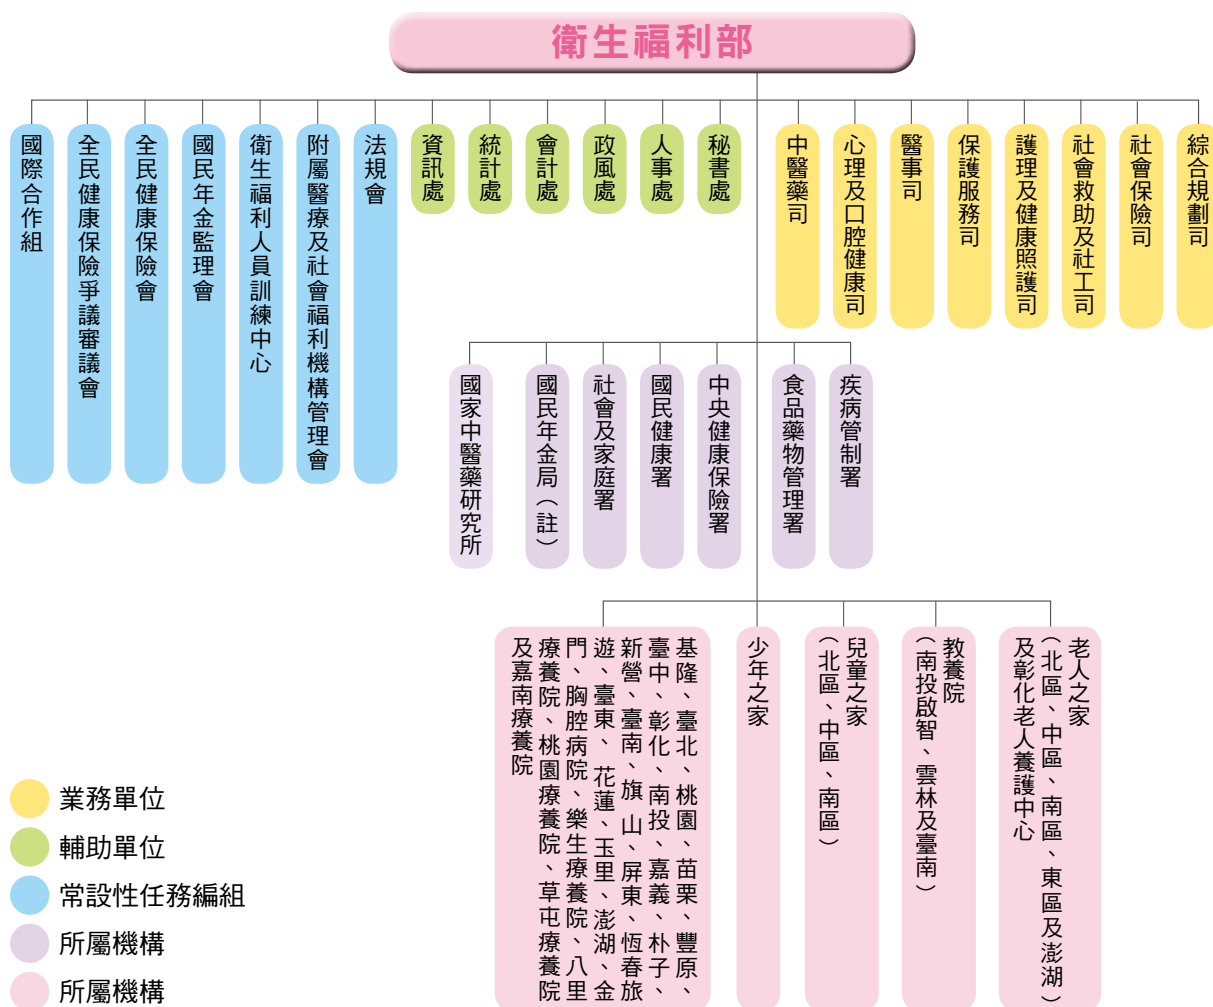 衛生福利部
國際合作組
全民健康保險爭議審議會
全民健康保險會
國民年金監理會
衛生福利人員訓練中心
附屬醫療及社會福利機構管理會
法規會
資訊處
統計處
會計處
政風處
人事處
秘書處
中醫藥司
心理及口腔健康司
醫事司
保護服務司
護理及健康照護司
社會救助及社工司
社會保險司
綜合規劃司
國家中醫藥研究所
國民年金局（註）
社會及家庭署
國民健康署
中央健康保險署
食品藥物管理署
疾病管制署
基隆、臺北、桃園、苗栗、豐原、
臺中、彰化、南投、嘉義、朴子、
新營、臺南、旗山、屏東、恆春旅
遊、臺東、花蓮、玉里、澎湖、金
門、胸腔病院、樂生療養院、八里
療養院、桃園療養院、草屯療養院
及嘉南療養院
少年之家
兒童之家
（北區、中區、南區）
教養院
（南投啟智、雲林及臺南）
老人之家
（北區、中區、南區、東區及澎湖）
及彰化老人養護中心
業務單位
輔助單位
常設性任務編組
所屬機構
所屬機構